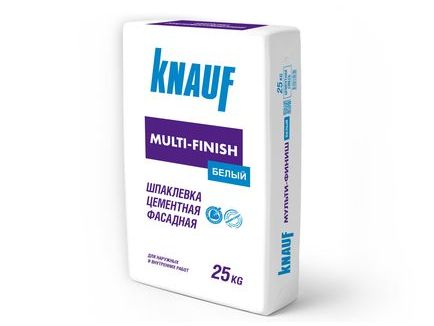 KNAUF
MULTI-FINISH
БЕЛЫЙ
ШПАКЛЕВКА
ЦЕМЕНТНАЯ
ФАСАДНАЯ
ДЛЯ НАРУЖНЫХ
И ВНУТРЕННИХ РАБОТ
25 KG
KNAUF
МУЛЬТИ-ФИНИШ
25 KG